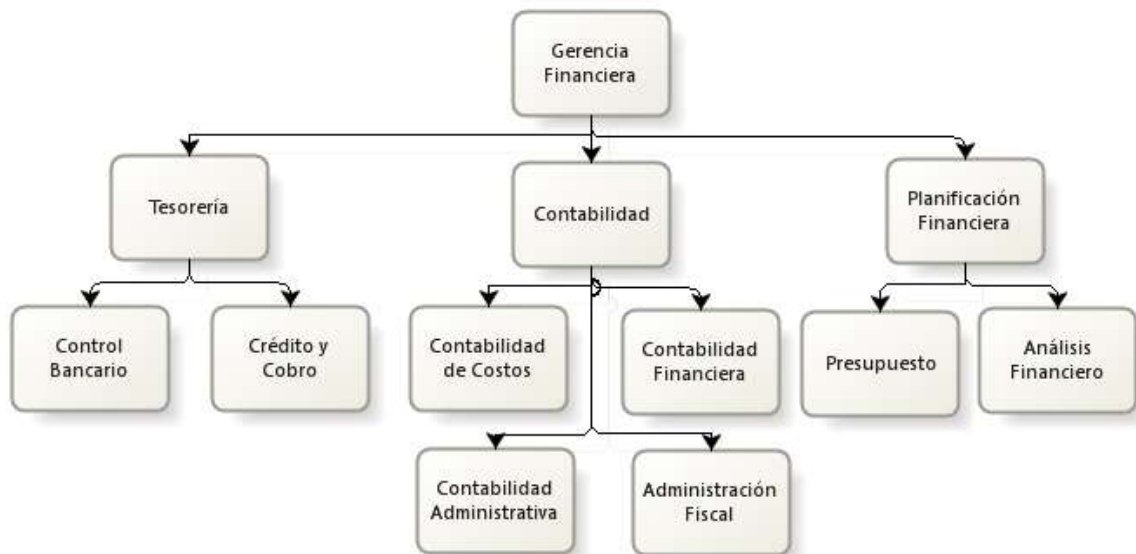 Gerencia
Financiera
Tesorería
Contabilidad
Planificación
Financiera
Control
Bancario
Crédito y
Cobro
Contabilidad
de Costos
Contabilidad
Financiera
Presupuesto
Análisis
Financiero
Contabilidad
Administrativa
Administración
Fiscal